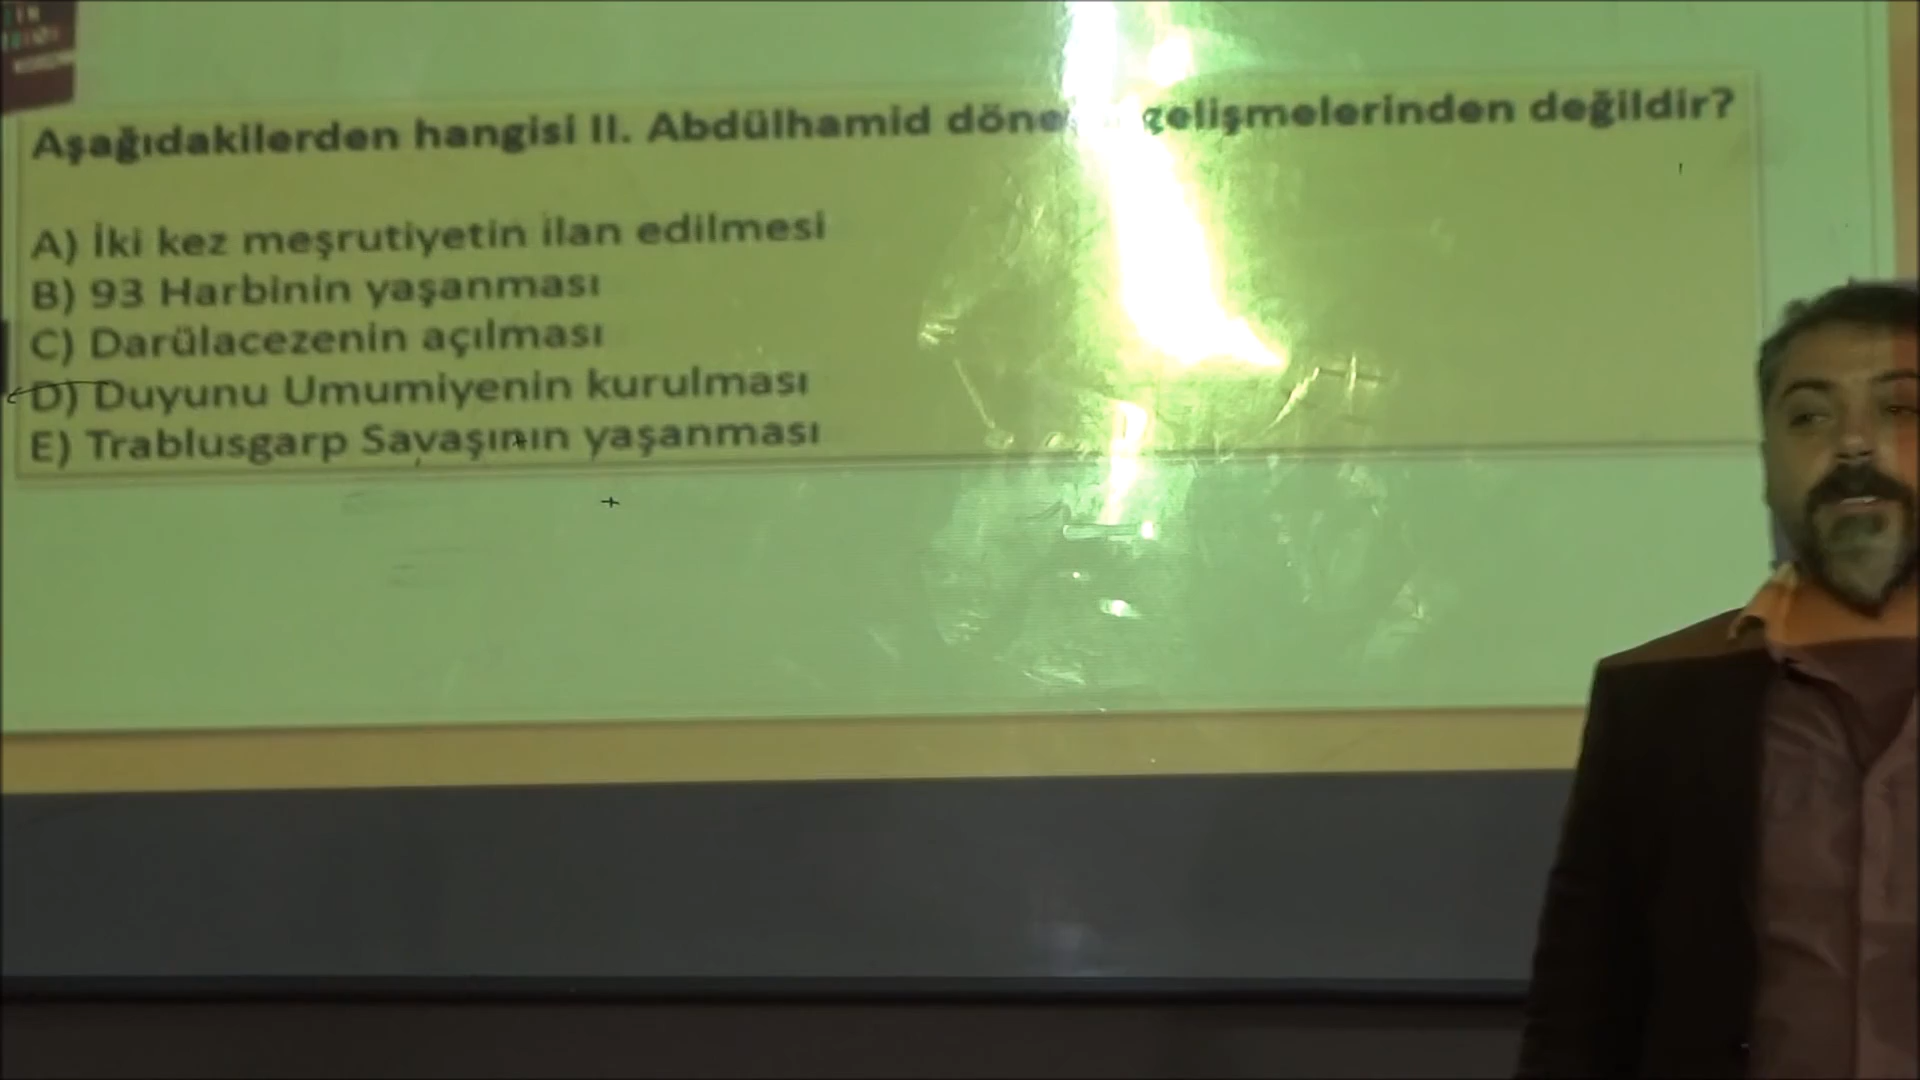 Aşağıdakilerden hangisi II. Abdülhamid döne gelişmelerinden değildir?
A) İki kez meşrutiyetin ilan edilmesi
B) 93 Harbinin yaşanması
C) Darülacezenin açılması
D) Duyunu Umumiyenin kurulması
E) Trablusgarp Savaşının yaşanması